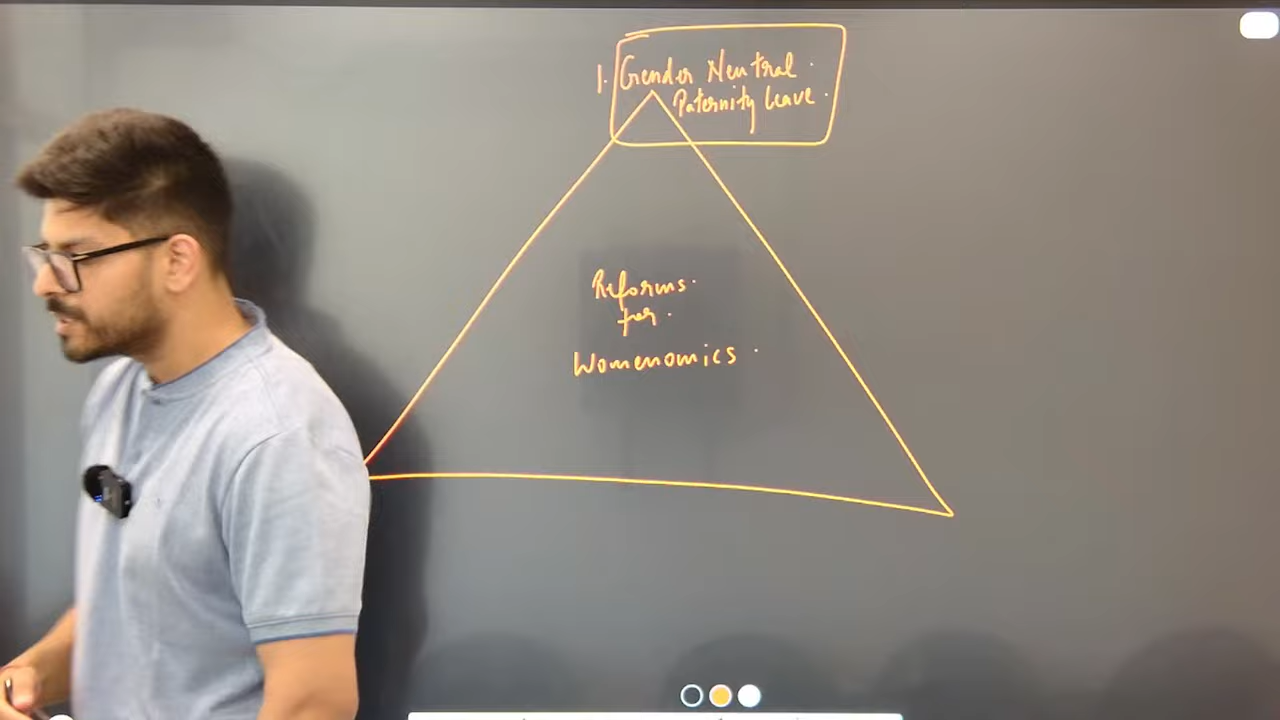 1. Gender Neutral
Paternity leave.
Reforms
for
Womenomics